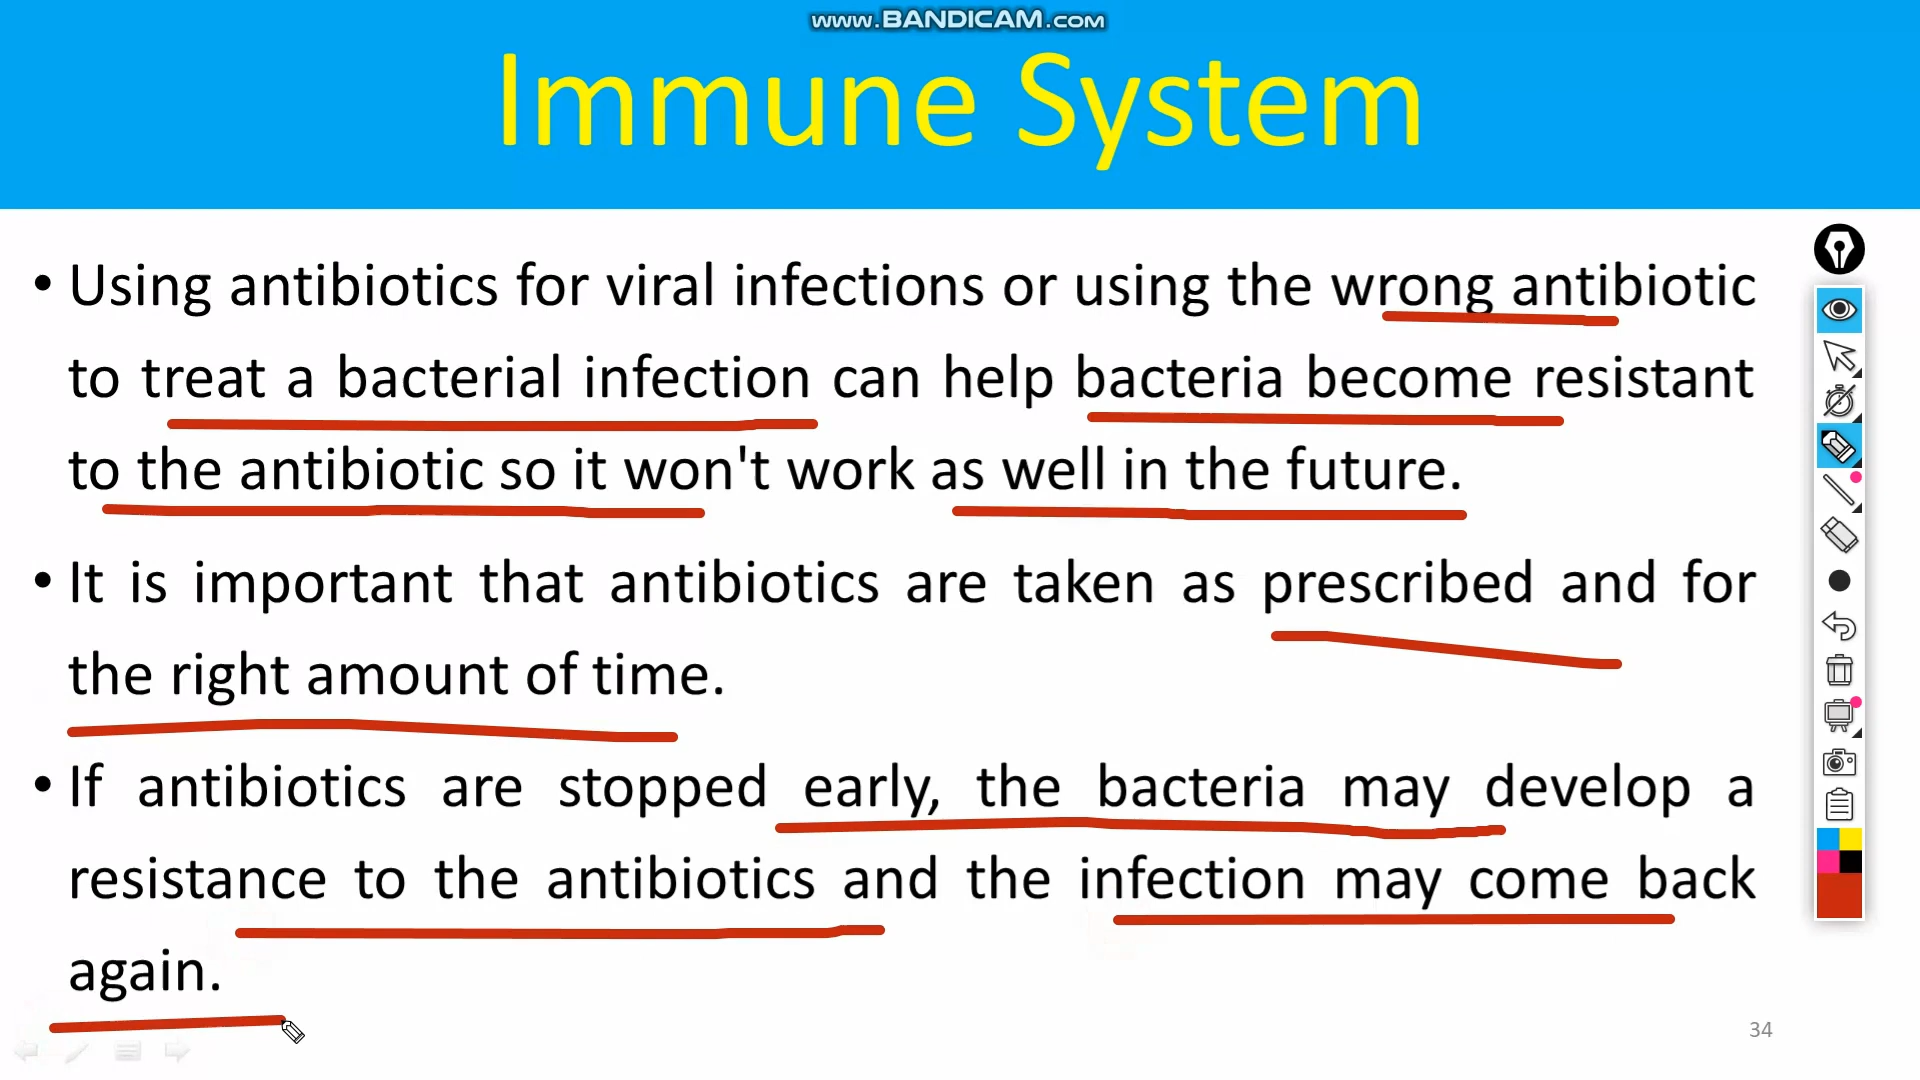 www.BANDICAM.com
Immune System
• Using antibiotics for viral infections or using the wrong antibiotic
to treat a bacterial infection can help bacteria become resistant
to the antibiotic so it won't work as well in the future.
• It is important that antibiotics are taken as prescribed and for
the right amount of time.
• If antibiotics are stopped early, the bacteria may develop a
resistance to the antibiotics and the infection may come back
again.
34